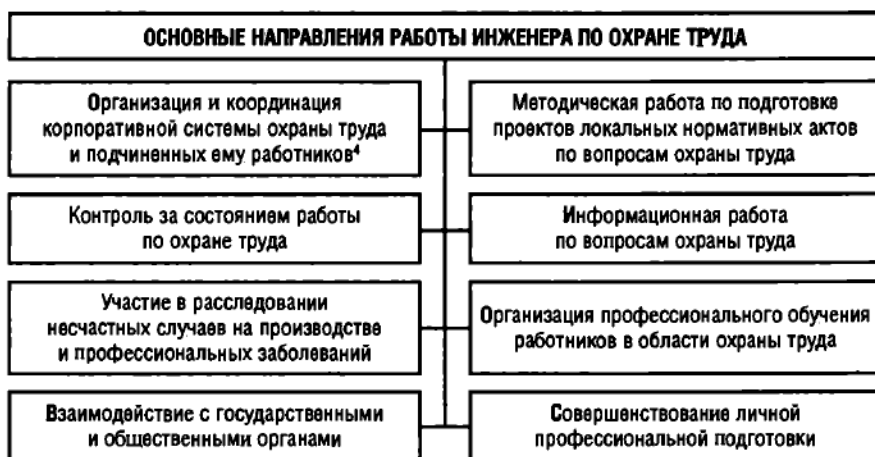 ОСНОВНЫЕ НАПРАВЛЕНИЯ РАБОТЫ ИНЖЕНЕРА ПО ОХРАНЕ ТРУДА
Организация и координация
корпоративной системы охраны труда
и подчиненных ему работников⁴
Методическая работа по подготовке
проектов локальных нормативных актов
по вопросам охраны труда
Контроль за состоянием работы
по охране труда
Информационная работа
по вопросам охраны труда
Участие в расследовании
несчастных случаев на производстве
и профессиональных заболеваний
Организация профессионального обучения
работников в области охраны труда
Взаимодействие с государственными
и общественными органами
Совершенствование личной
профессиональной подготовки